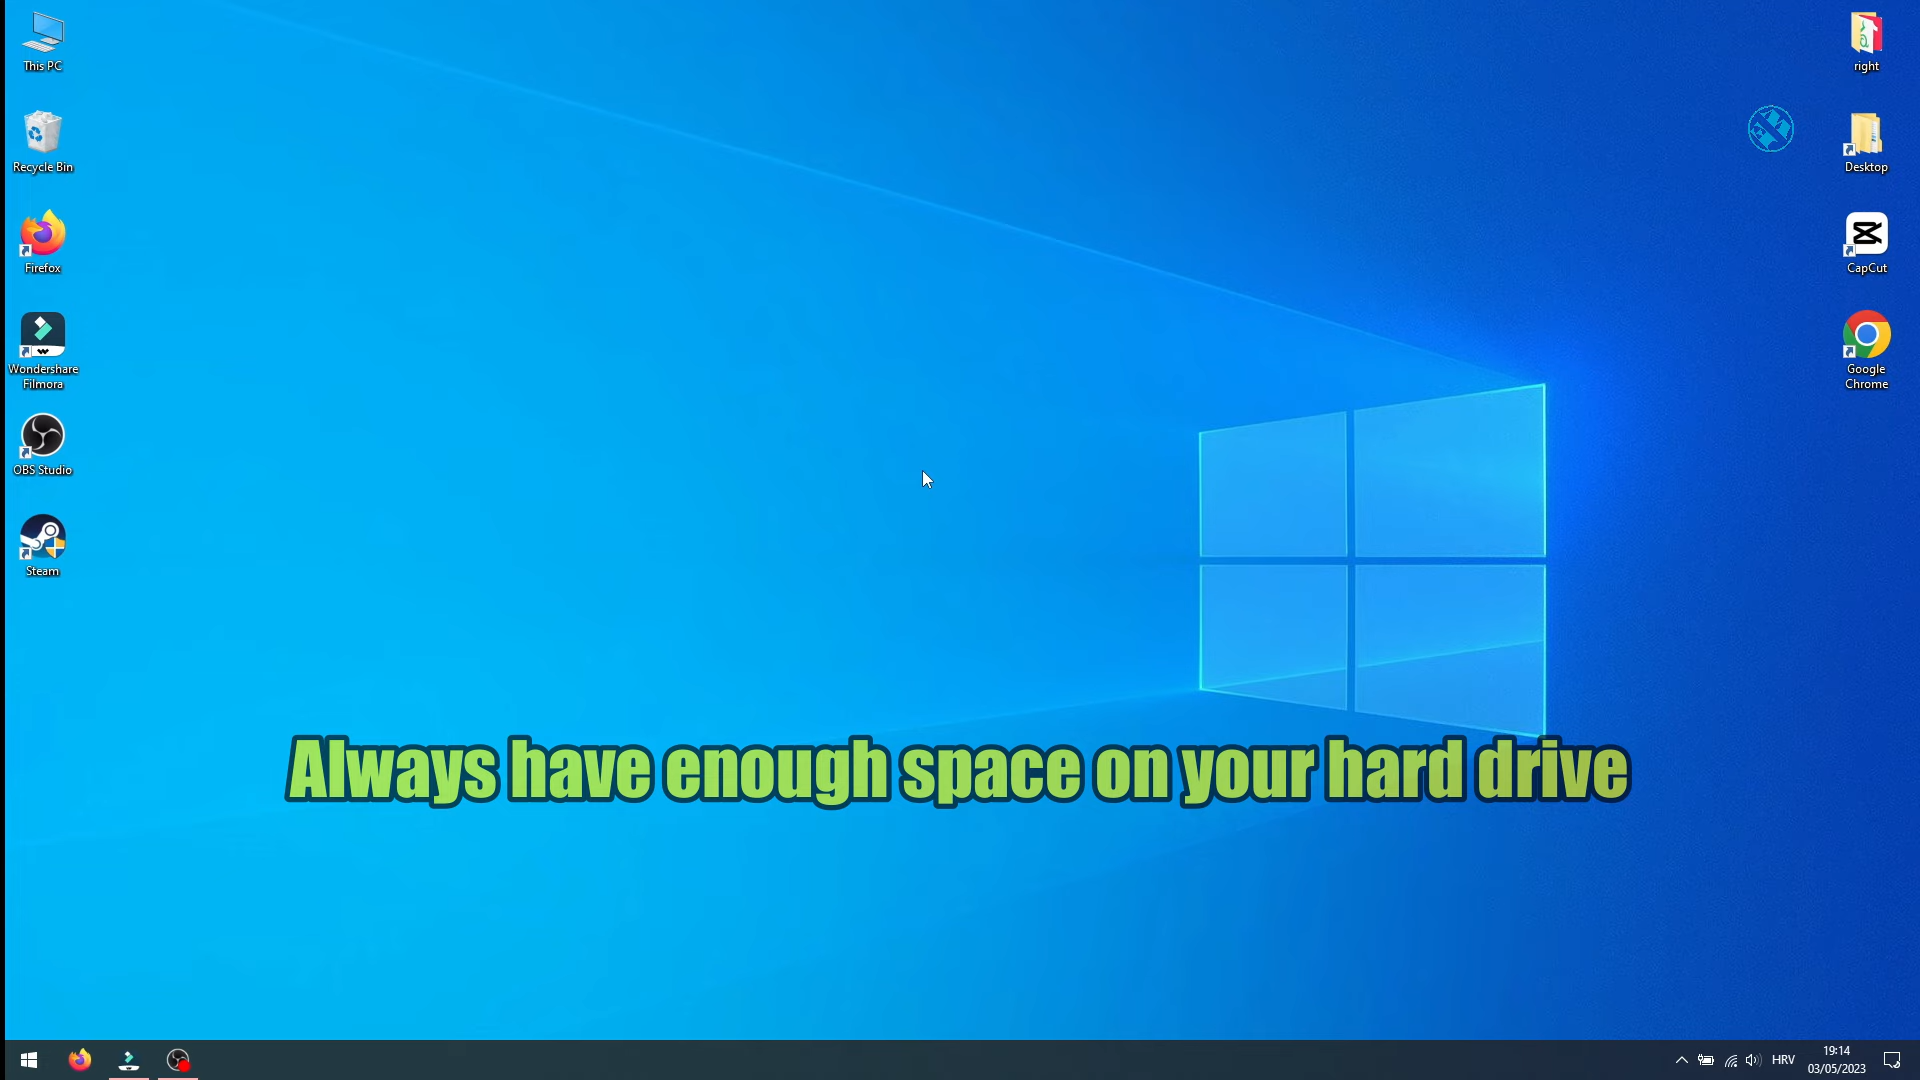 This PC
Recycle Bin
Firefox
Wondershare
Filmora
OBS Studio
Steam
right
Desktop
CapCut
Google
Chrome
Always have enough space on your hard drive
HRV
19:14
03/05/2023